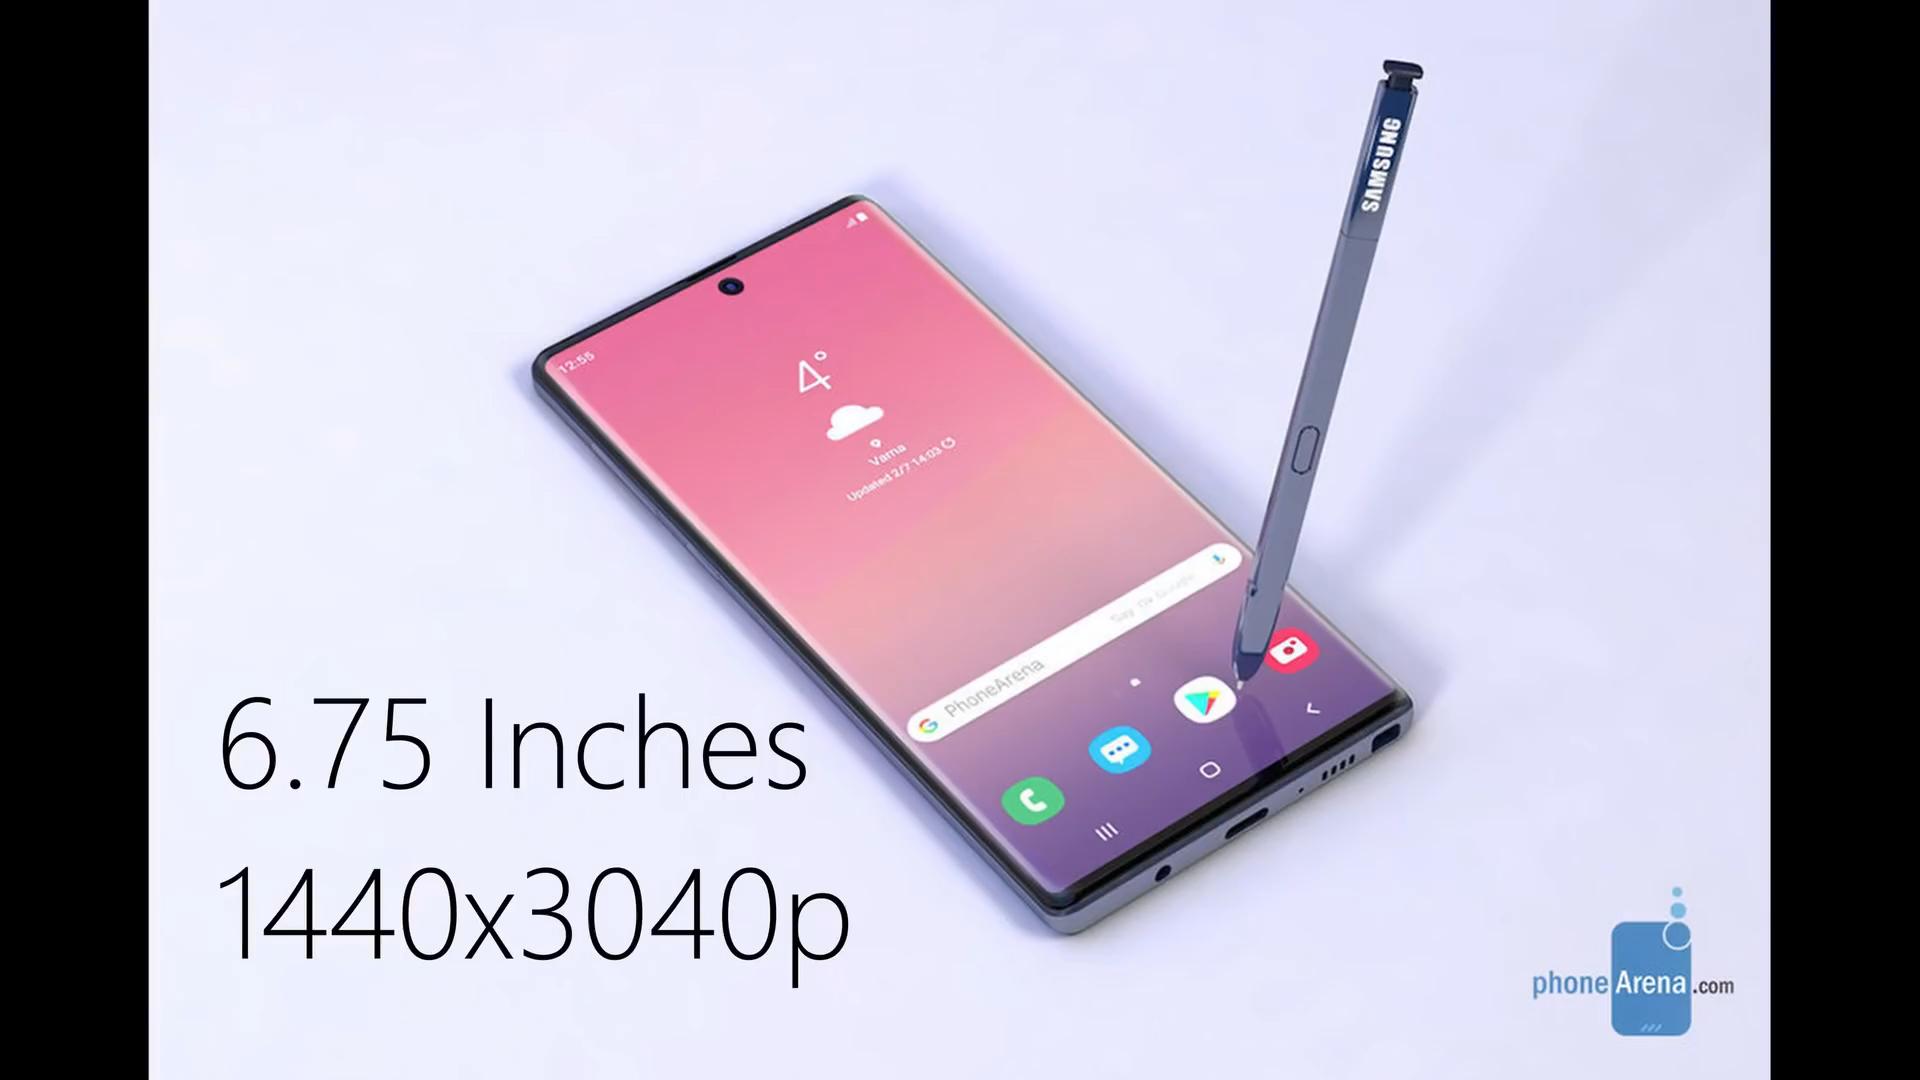 SAMSUNG
12:55
4°
Varna
Updated 2/7 14:03
PhoneArena
6.75 Inches
1440x3040p
phoneArena.com